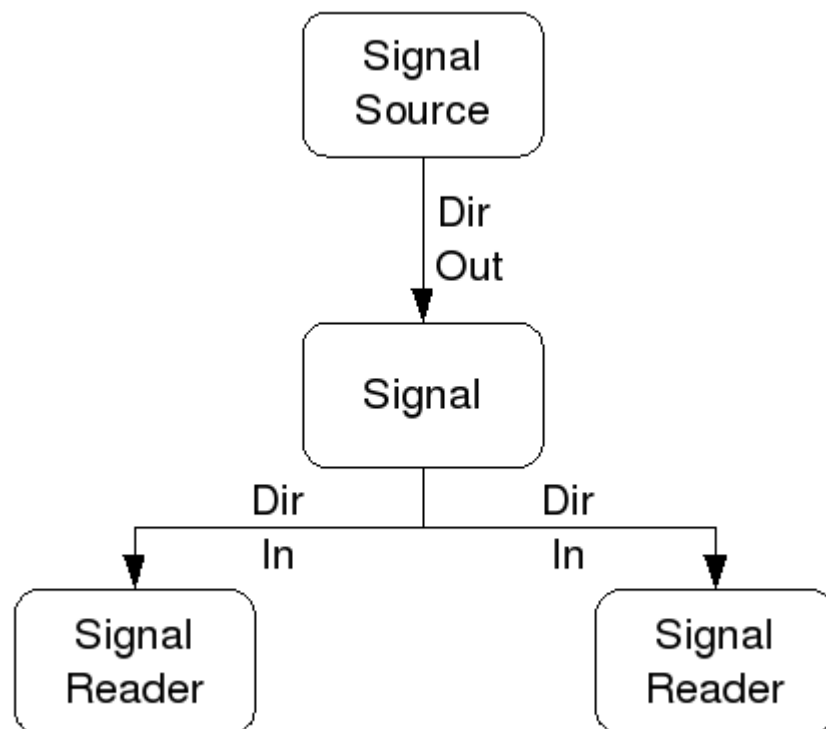 Signal
Source
Dir
Out
Signal
Dir
In
Dir
In
Signal
Reader
Signal
Reader